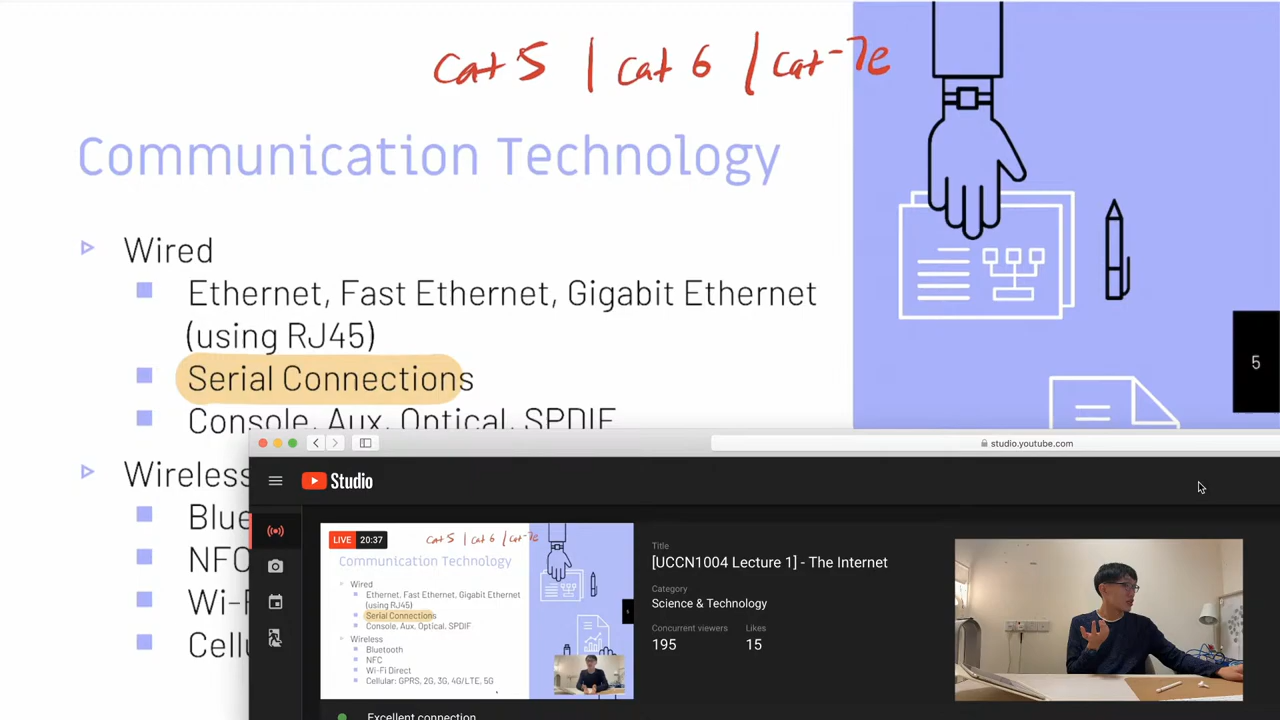 cat 5 | cat 6 | cat-7e
Communication Technology
Wired
Ethernet, Fast Ethernet, Gigabit Ethernet
(using RJ45)
Serial Connections
Console, Aux, Optical, SPDIF
Wireless
Blue
NFC
Wi-F
Cellu
5
studio.youtube.com
Studio
LIVE 20:37
cat 5 | cat 6 | cat-7e
Communication Technology
Wired
Ethernet, Fast Ethernet, Gigabit Ethernet
(using RJ45)
Serial Connections
Console, Aux, Optical, SPDIF
Wireless
Bluetooth
NFC
Wi-Fi Direct
Cellular: GPRS, 2G, 3G, 4G/LTE, 5G
Excellent connection
Title
[UCCN1004 Lecture 1] - The Internet
Category
Science & Technology
Concurrent viewers
Likes
195
15